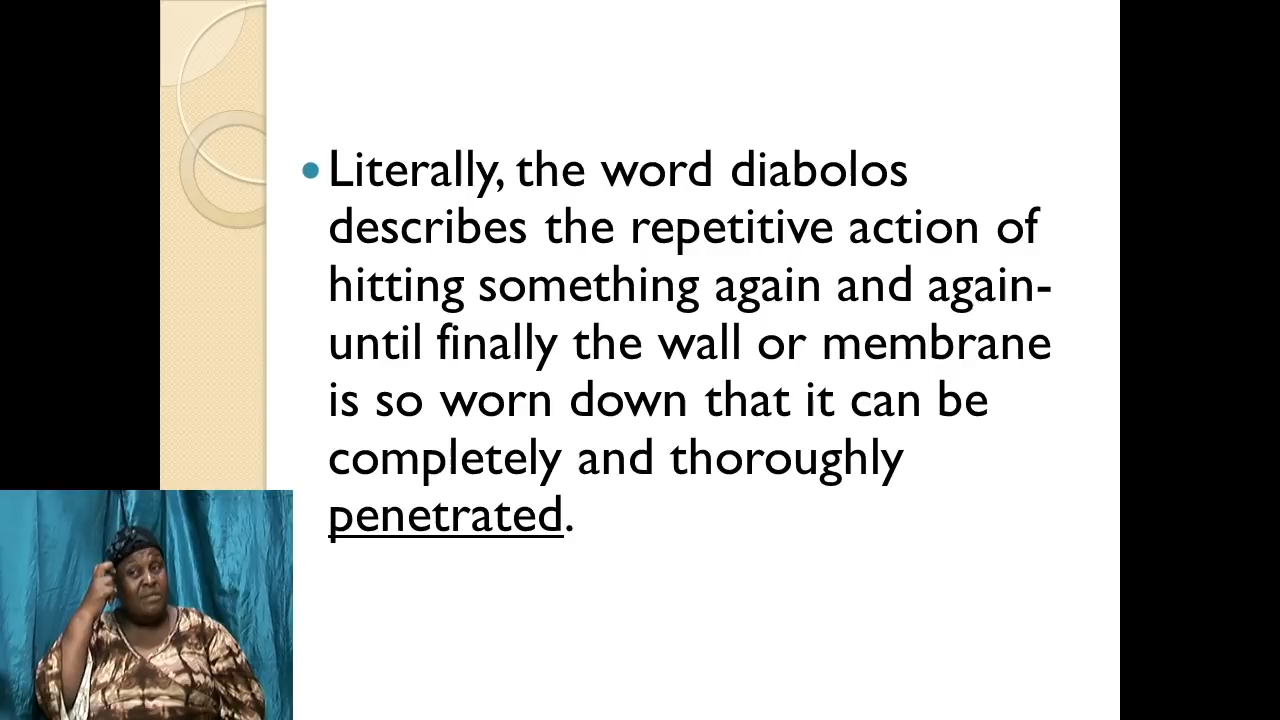 Literally, the word diabolos
describes the repetitive action of
hitting something again and again-
until finally the wall or membrane
is so worn down that it can be
completely and thoroughly
penetrated.